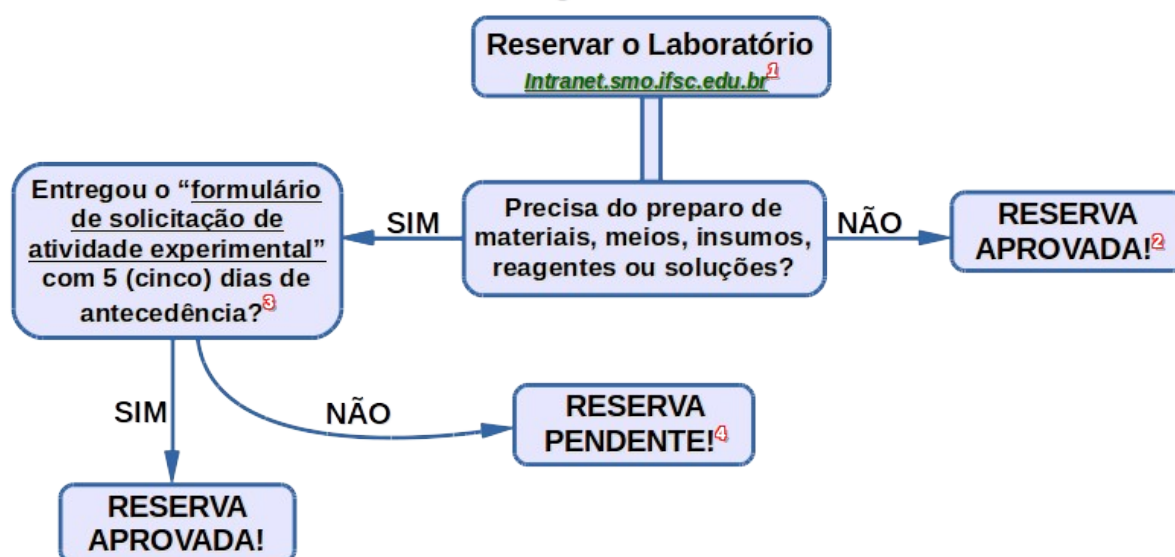 Reservar o Laboratório
Intranet.smo.ifsc.edu.br1
Entregou o “formulário
de solicitação de
atividade experimental”
com 5 (cinco) dias de
antecedência?3
SIM
Precisa do preparo de
materiais, meios, insumos,
reagentes ou soluções?
NÃO
RESERVA
APROVADA!2
SIM
NÃO
RESERVA
PENDENTE!4
RESERVA
APROVADA!